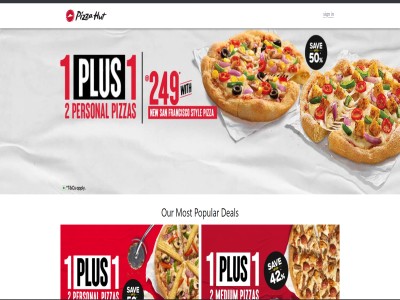 Pizza Hut
SIGN IN
1 PLUS 1
2 PERSONAL PIZZAS
@249*
WITH
NEW SAN FRANCISCO STYLE PIZZA
SAVE
50%
*T&Cs apply.
Our Most Popular Deals
1 PLUS 1
2 PERSONAL PIZZAS
SAVE
50%
1 PLUS 1
2 MEDIUM PIZZAS
SAVE
42%